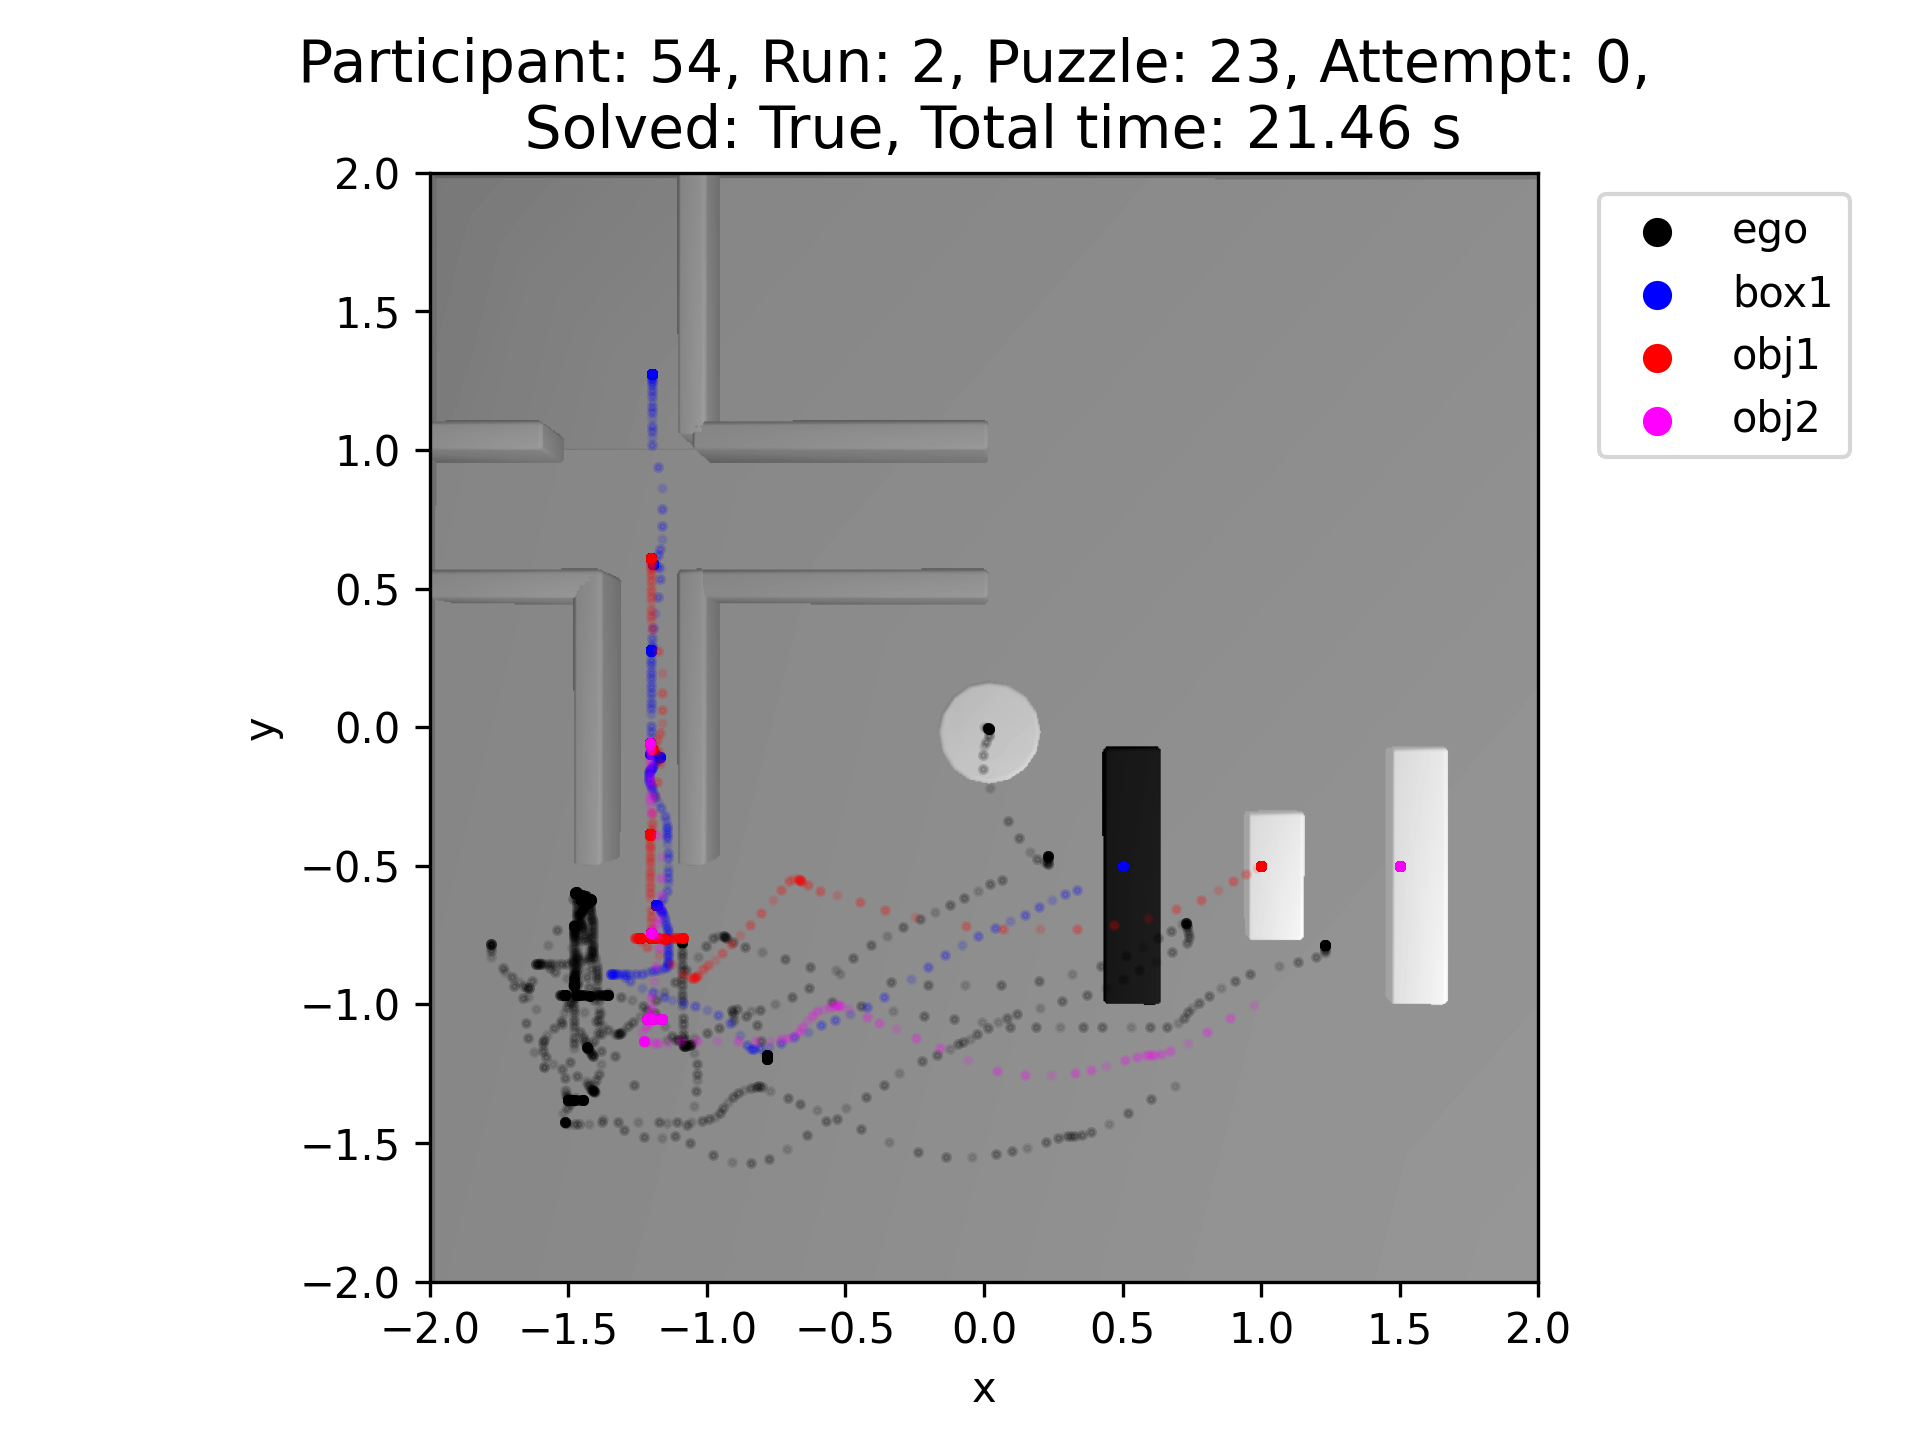 Participant: 54, Run: 2, Puzzle: 23, Attempt: 0,
Solved: True, Total time: 21.46 s
2.0
1.5
1.0
0.5
0.0
−0.5
−1.0
−1.5
−2.0
y
−2.0 −1.5 −1.0 −0.5 0.0 0.5 1.0 1.5 2.0
x
ego
box1
obj1
obj2